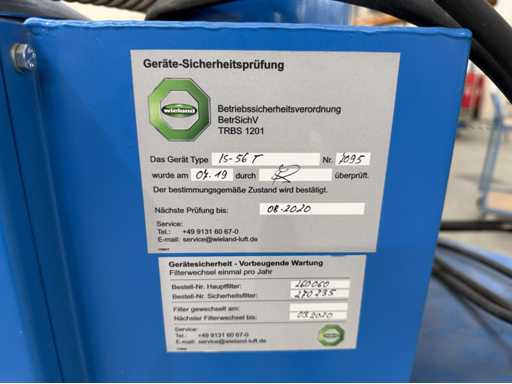 Geräte-Sicherheitsprüfung
wieland
Betriebssicherheitsverordnung
BetrSichV
TRBS 1201
Das Gerät Type IS-56 T Nr. 2095
wurde am 07.19 durch überprüft.
Der bestimmungsgemäße Zustand wird bestätigt.
Nächste Prüfung bis: 08.2020
Service:
Tel.: +49 9131 60 67-0
E-mail: service@wieland-luft.de
Gerätesicherheit - Vorbeugende Wartung
Filterwechsel einmal pro Jahr
Bestell-Nr. Hauptfilter: 260060
Bestell-Nr. Sicherheitsfilter: 270235
Filter gewechselt am:
Nächster Filterwechsel bis: 08.2020
Service:
Tel.: +49 9131 60 67-0
E-mail: service@wieland-luft.de
wieland